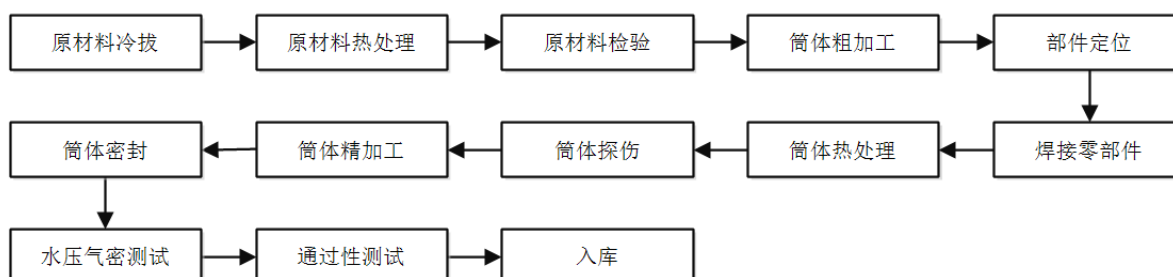 原材料冷拔
原材料热处理
原材料检验
筒体粗加工
部件定位
焊接零部件
筒体热处理
筒体探伤
筒体精加工
筒体密封
水压气密测试
通过性测试
入库